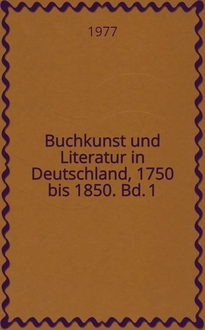 1977
Buchkunst und
Literatur in
Deutschland, 1750
bis 1850. Bd. 1